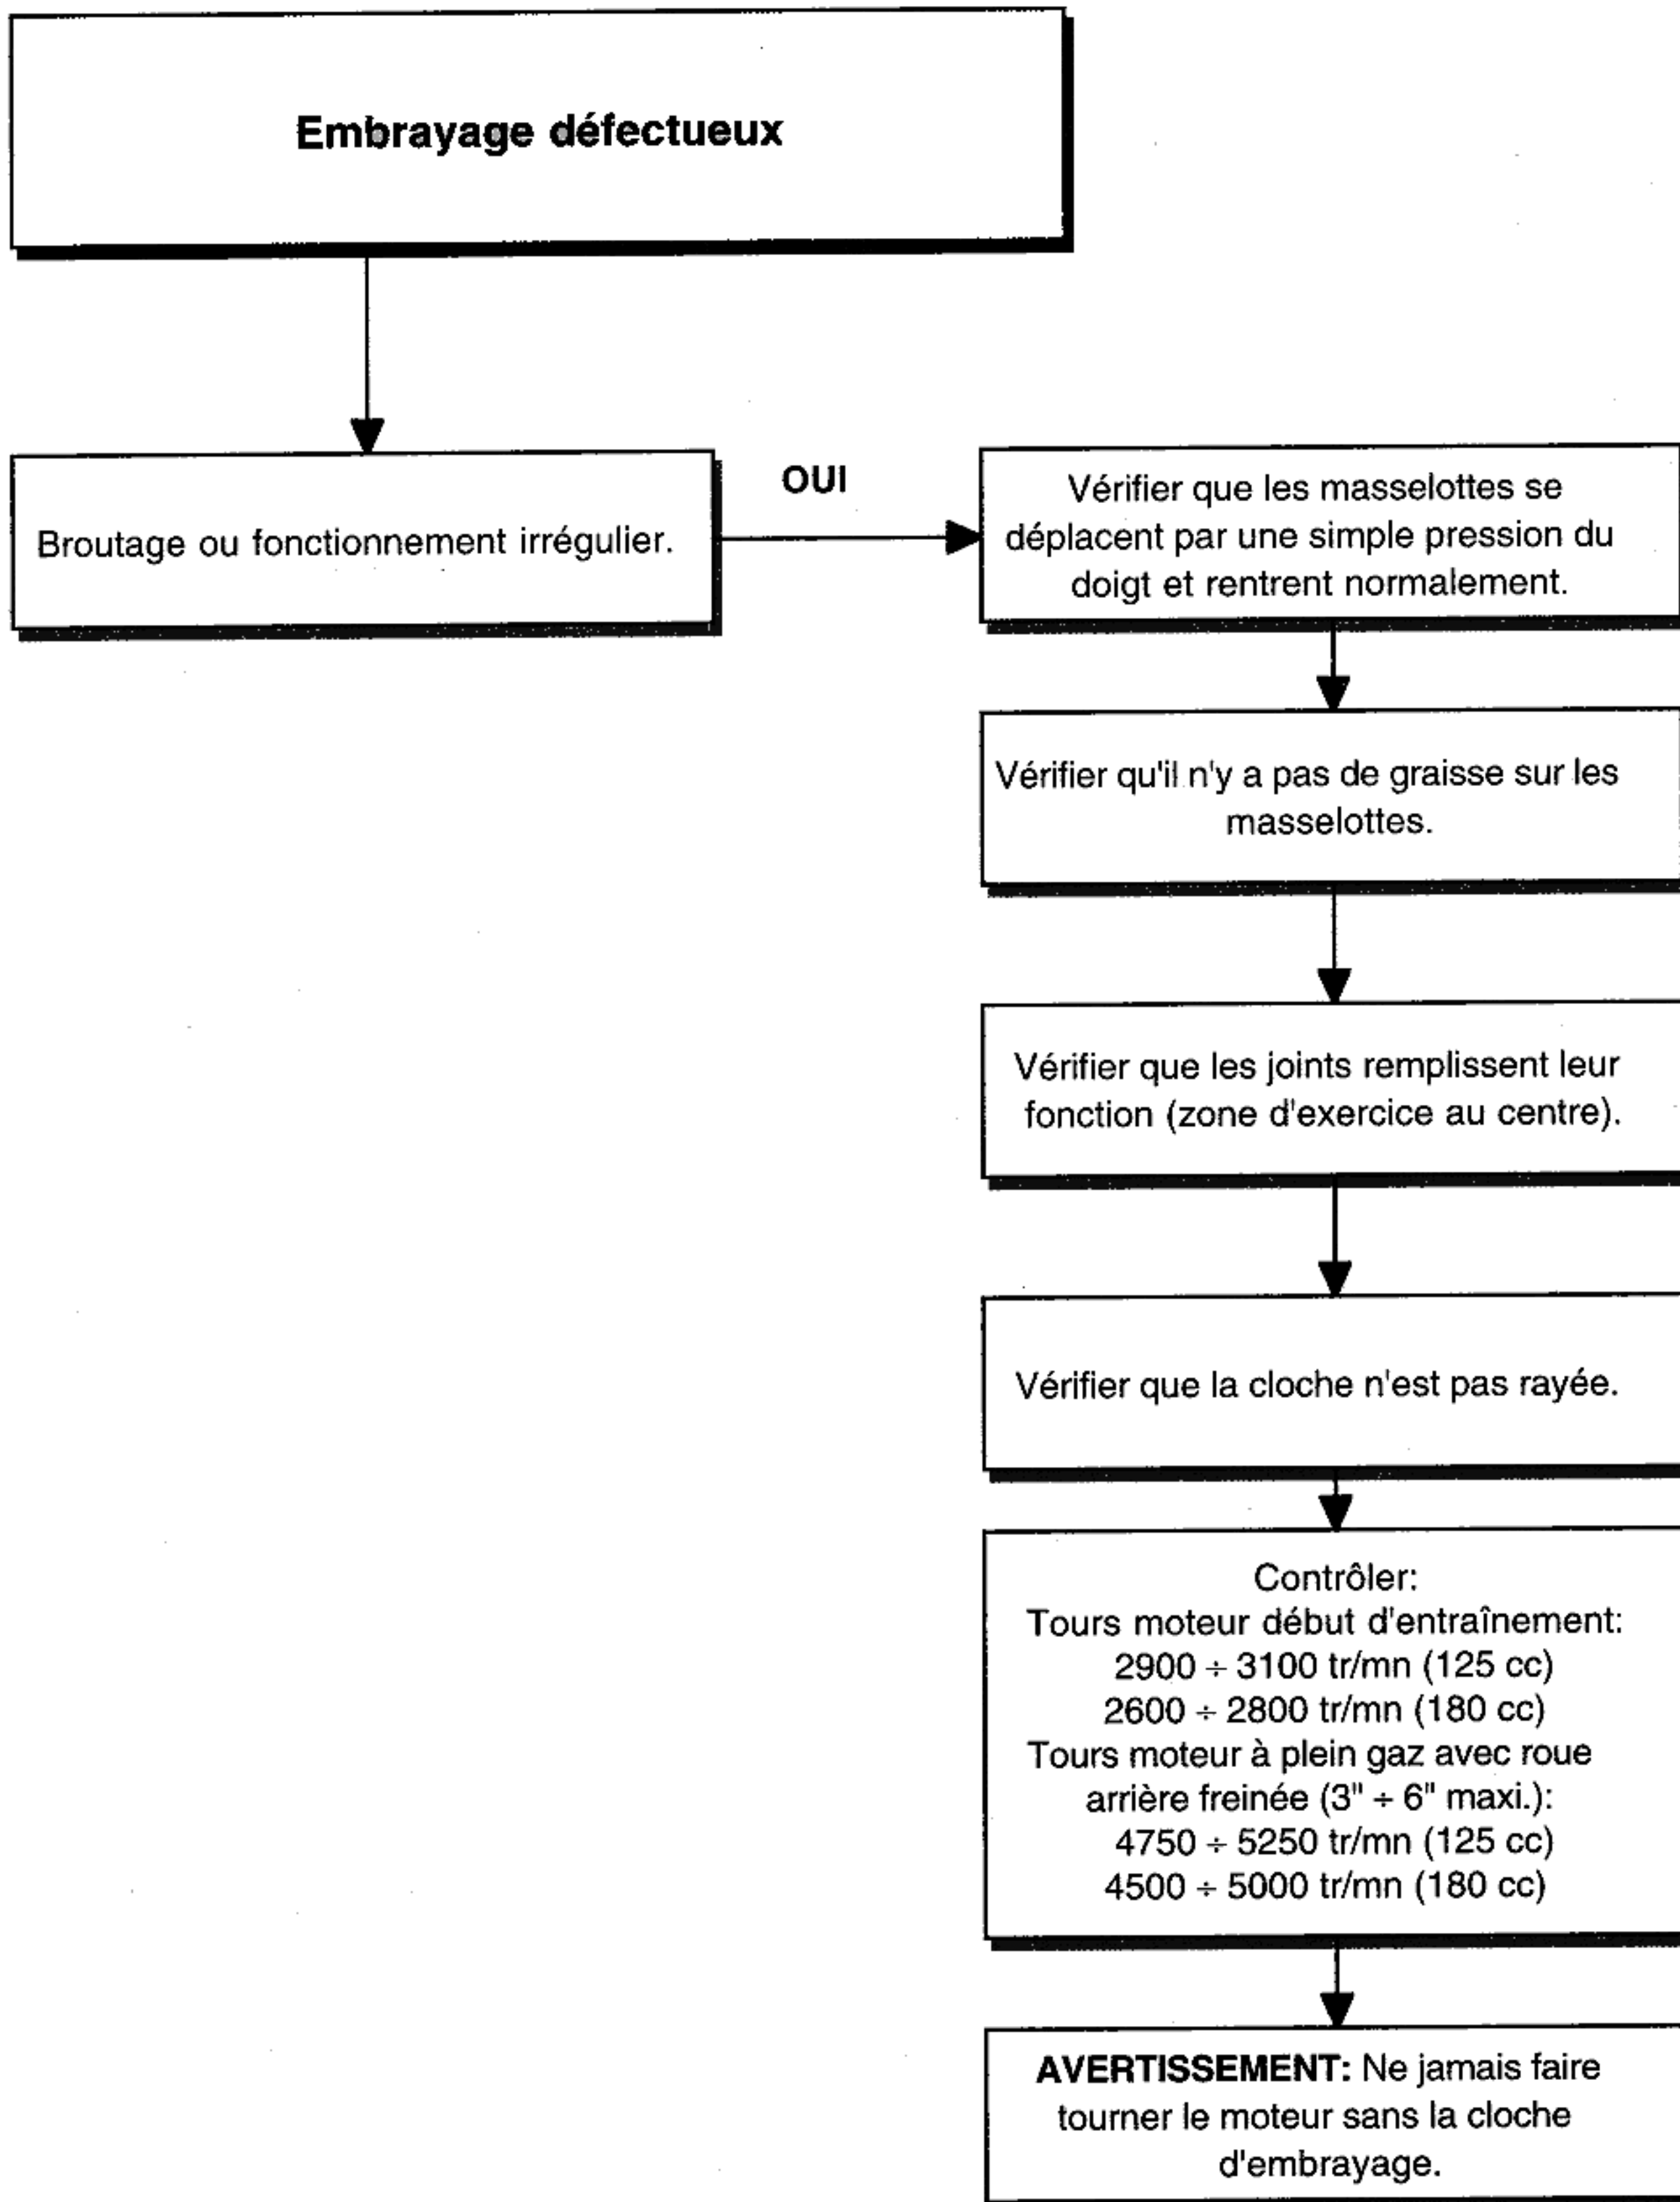 Embrayage défectueux
Broutage ou fonctionnement irrégulier.
OUI
Vérifier que les masselottes se
déplacent par une simple pression du
doigt et rentrent normalement.
Vérifier qu'il n'y a pas de graisse sur les
masselottes.
Vérifier que les joints remplissent leur
fonction (zone d'exercice au centre).
Vérifier que la cloche n'est pas rayée.
Contrôler:
Tours moteur début d'entraînement:
2900 ÷ 3100 tr/mn (125 cc)
2600 ÷ 2800 tr/mn (180 cc)
Tours moteur à plein gaz avec roue
arrière freinée (3" ÷ 6" maxi.):
4750 ÷ 5250 tr/mn (125 cc)
4500 ÷ 5000 tr/mn (180 cc)
AVERTISSEMENT: Ne jamais faire
tourner le moteur sans la cloche
d'embrayage.